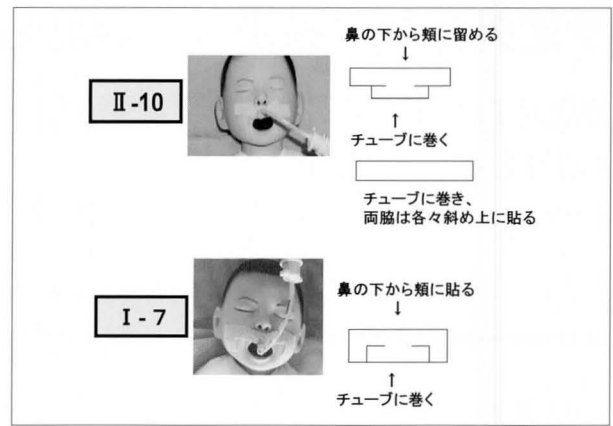 鼻の下から頬に留める
↓
Ⅱ-10
↑
チューブに巻く
チューブに巻き、
両脇は各々斜め上に貼る
鼻の下から頬に貼る
↓
Ⅰ-7
↑
チューブに巻く